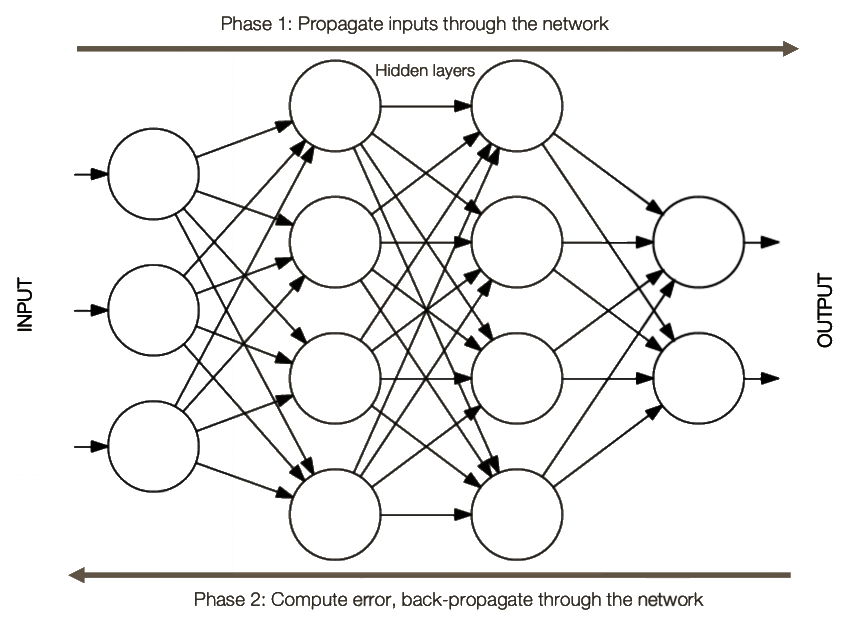 Phase 1: Propagate inputs through the network
Hidden layers
INPUT
OUTPUT
Phase 2: Compute error, back-propagate through the network